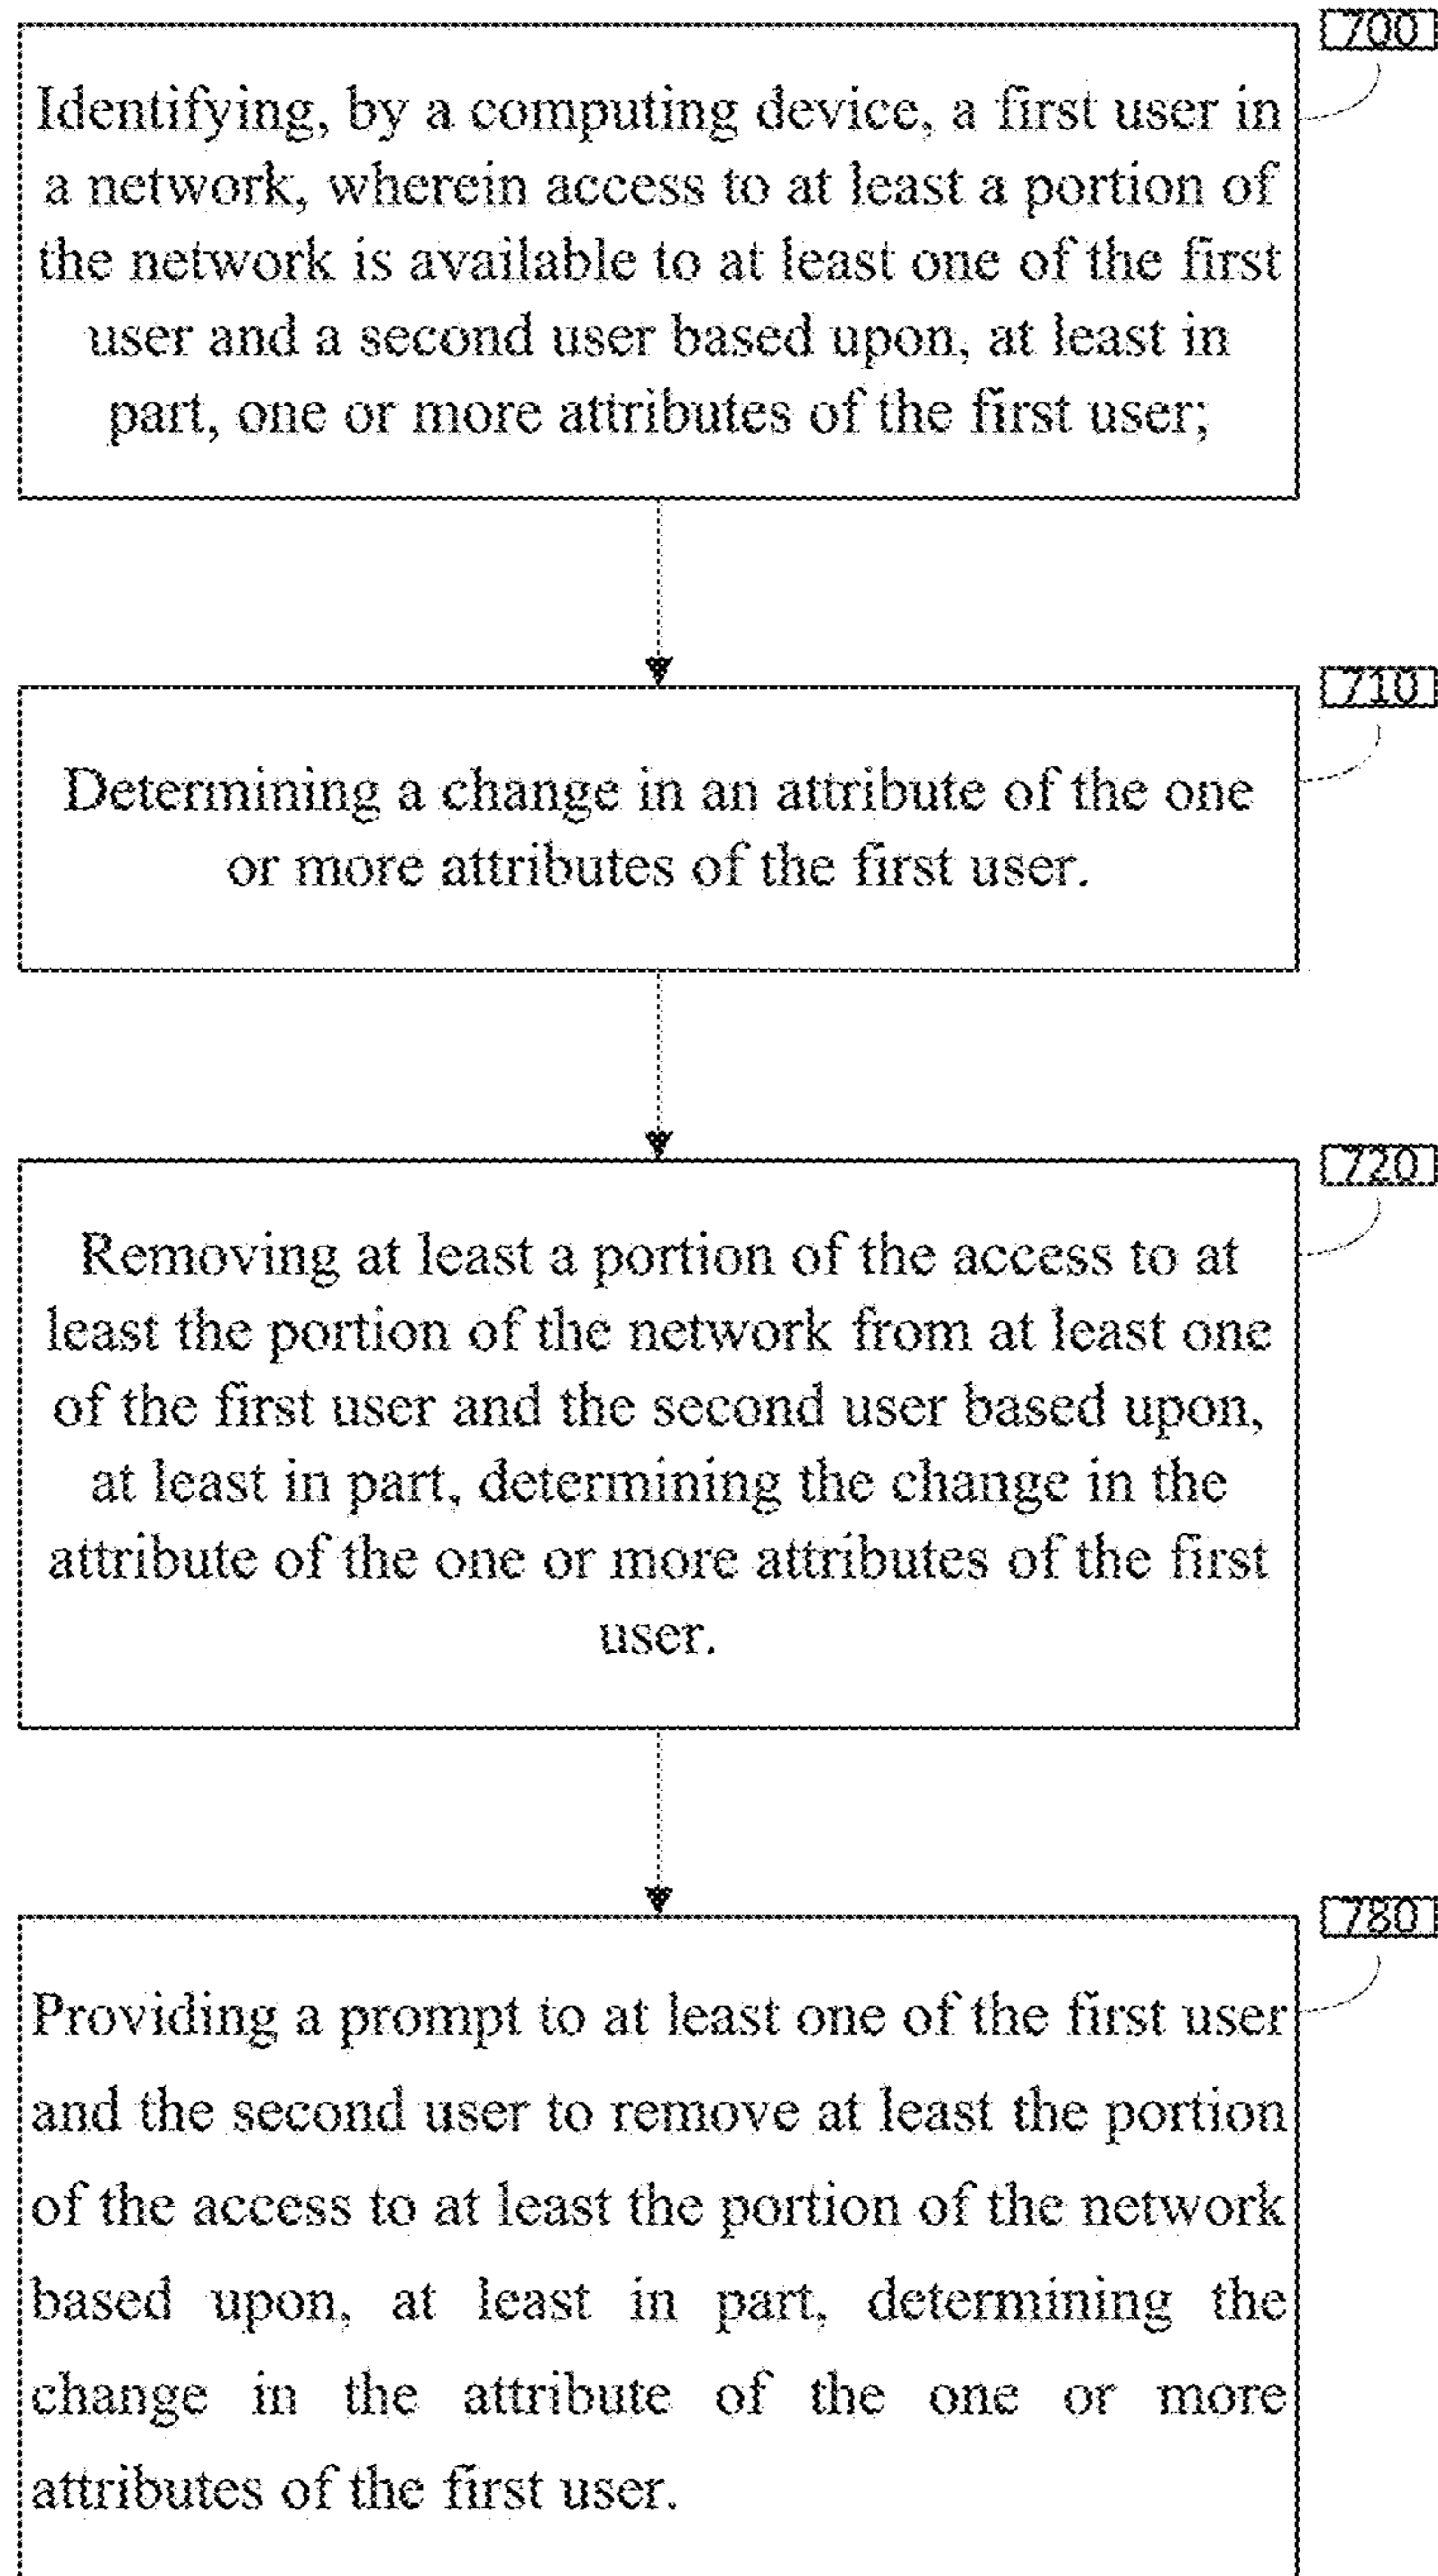 700
Identifying, by a computing device, a first user in
a network, wherein access to at least a portion of
the network is available to at least one of the first
user and a second user based upon, at least in
part, one or more attributes of the first user;
710
Determining a change in an attribute of the one
or more attributes of the first user.
720
Removing at least a portion of the access to at
least the portion of the network from at least one
of the first user and the second user based upon,
at least in part, determining the change in the
attribute of the one or more attributes of the first
user.
780
Providing a prompt to at least one of the first user
and the second user to remove at least the portion
of the access to at least the portion of the network
based upon, at least in part, determining the
change in the attribute of the one or more
attributes of the first user.